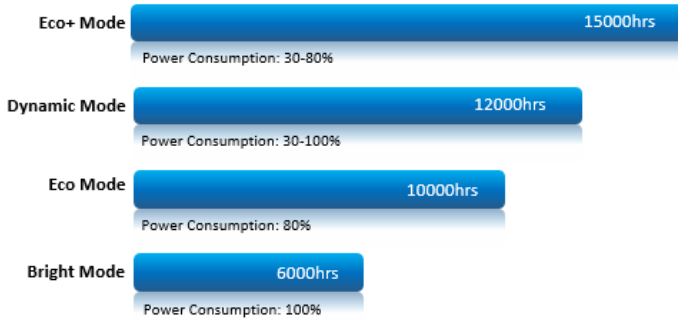 Eco+ Mode
15000hrs
Power Consumption: 30-80%
Dynamic Mode
12000hrs
Power Consumption: 30-100%
Eco Mode
10000hrs
Power Consumption: 80%
Bright Mode
6000hrs
Power Consumption: 100%